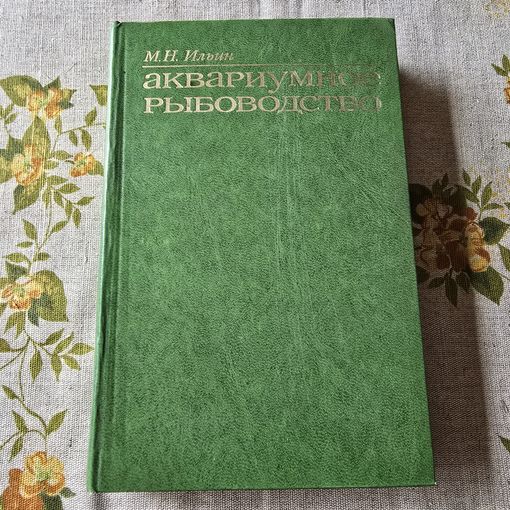 М.Н. Ильин
аквариумное
рыбоводство